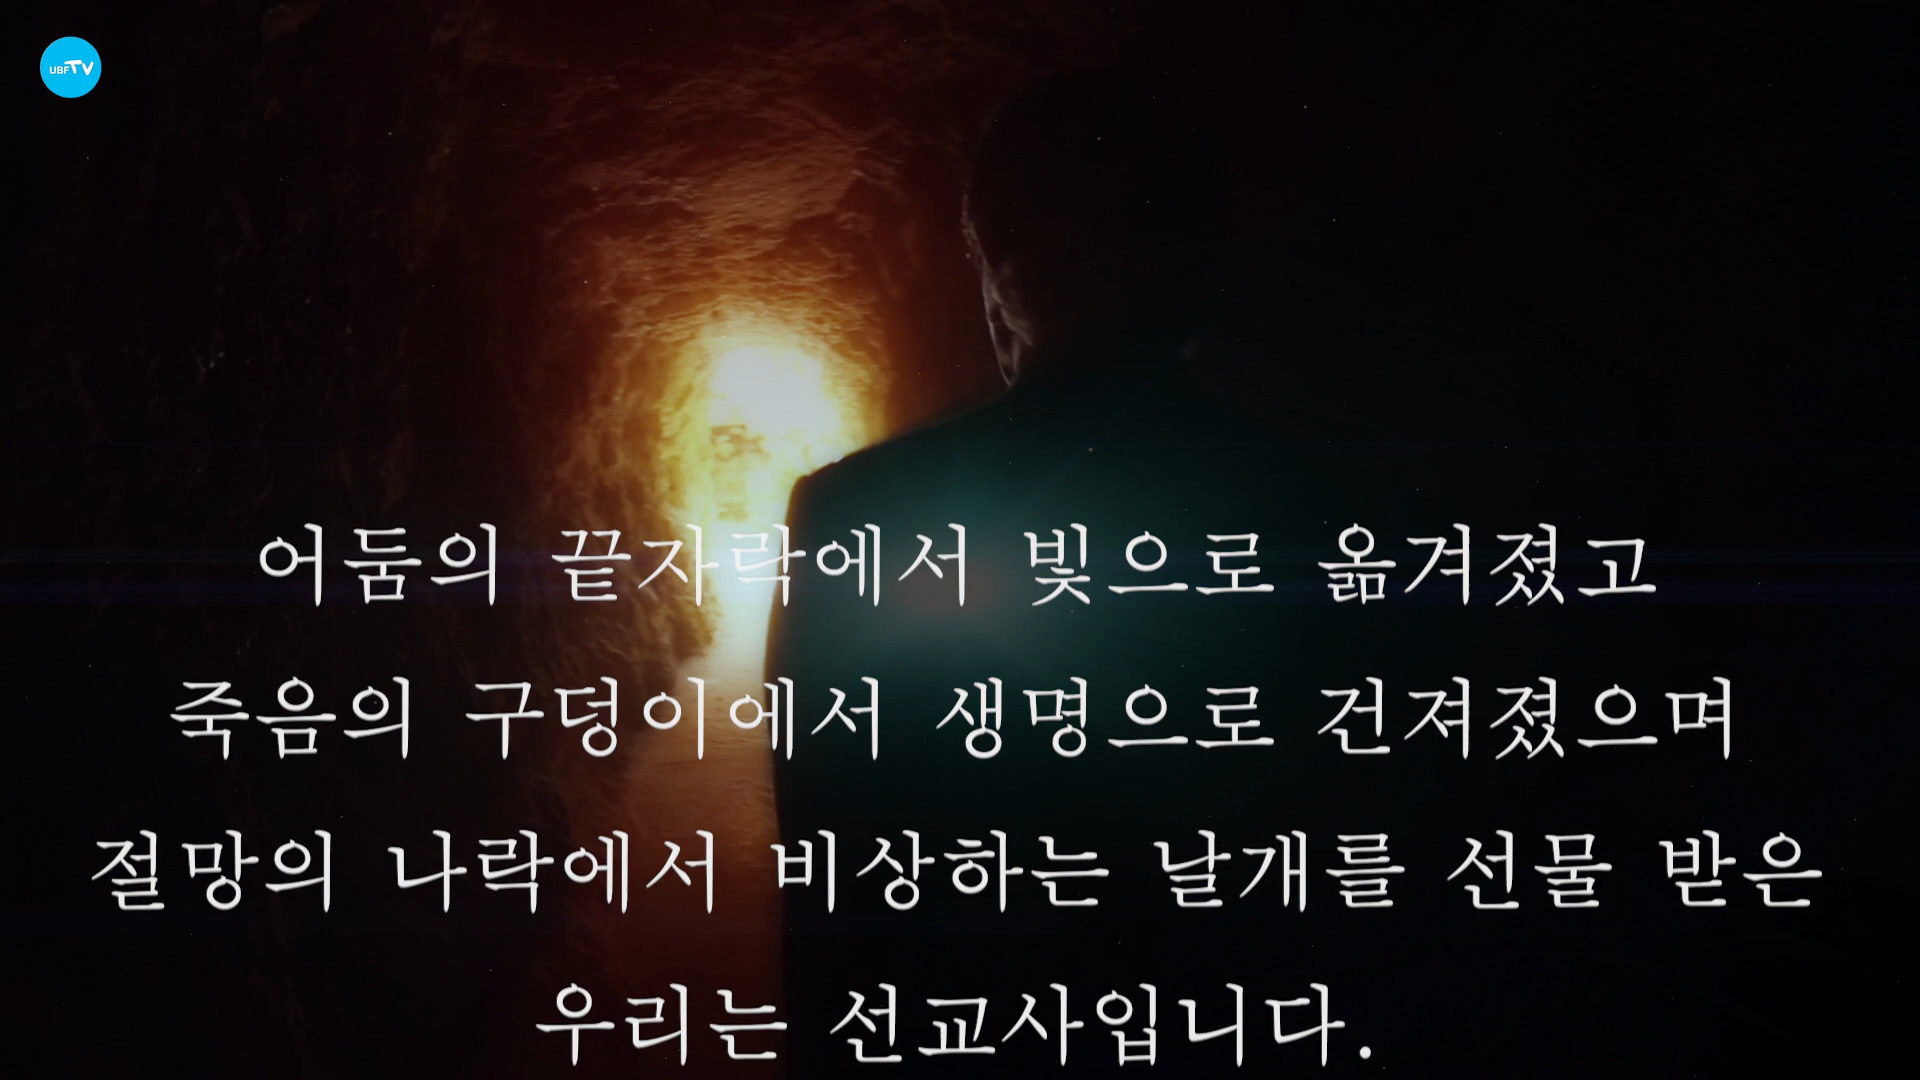 UBFTV
어둠의 끝자락에서 빛으로 옮겨졌고
죽음의 구덩이에서 생명으로 건져졌으며
절망의 나락에서 비상하는 날개를 선물 받은
우리는 선교사입니다.